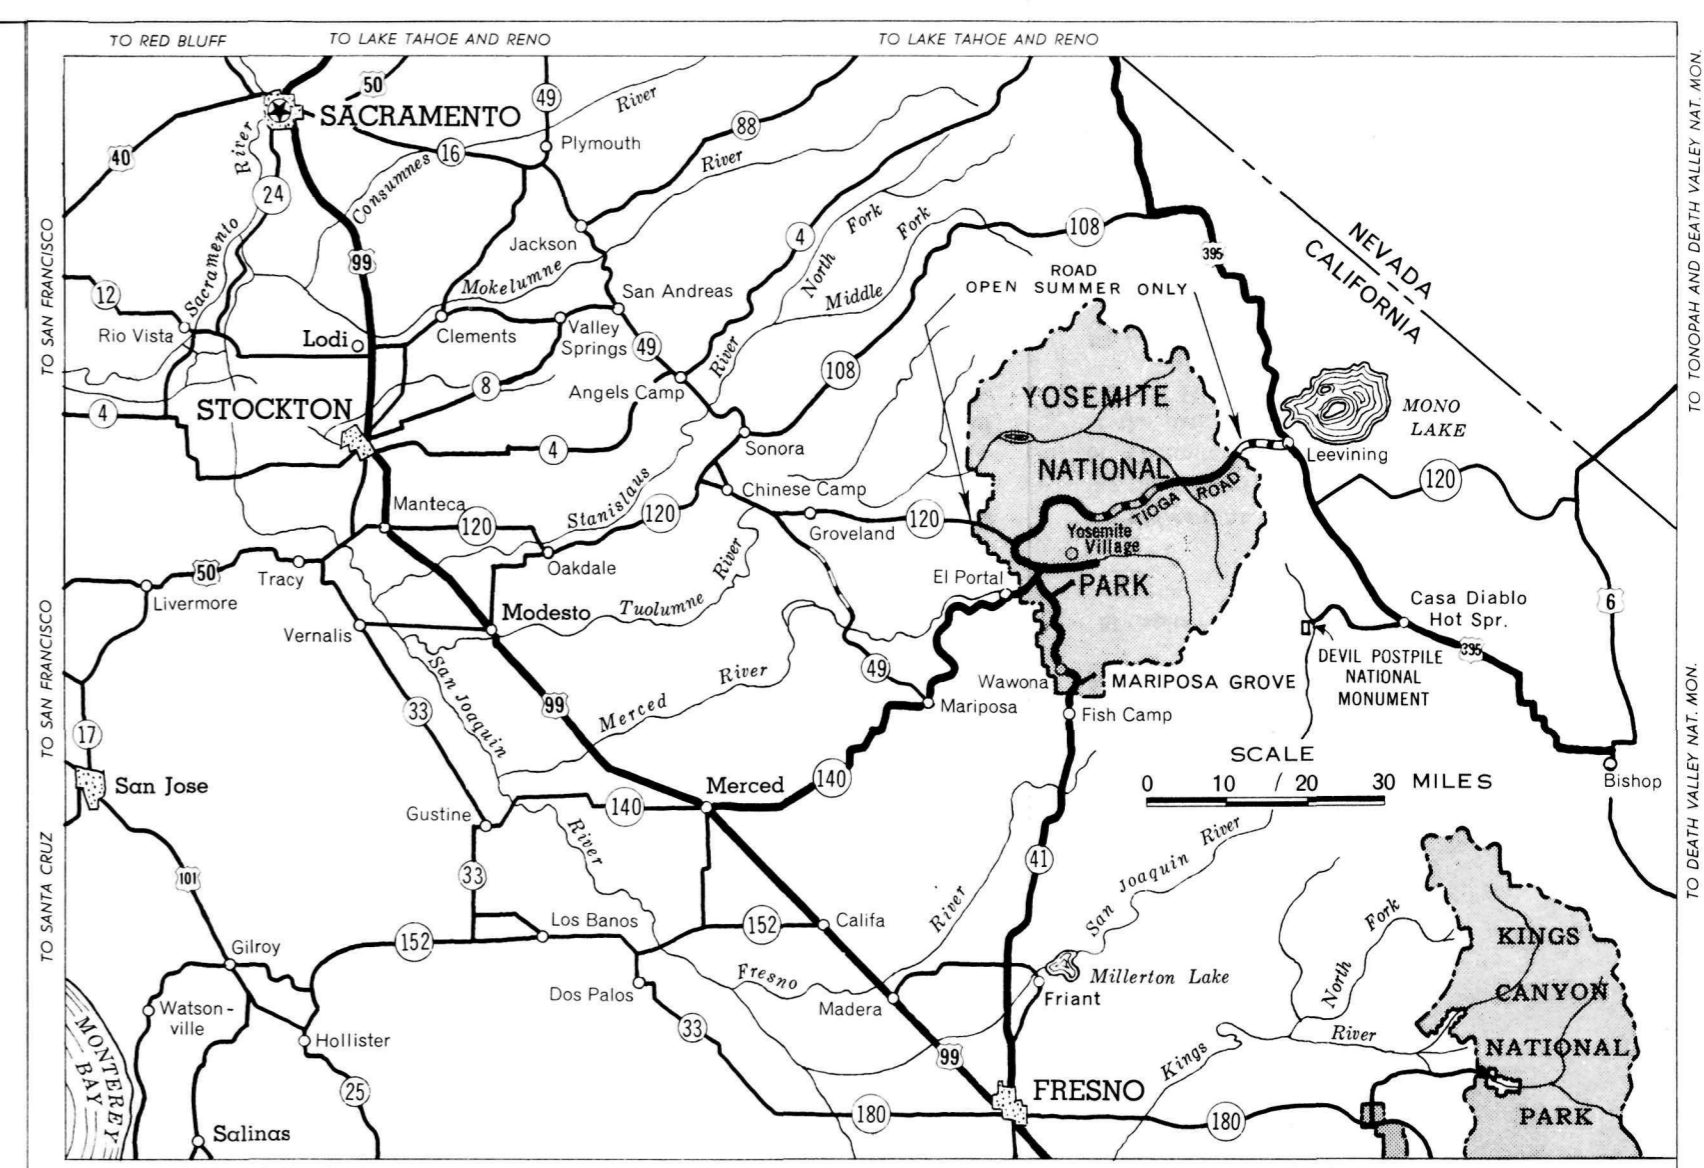 TO RED BLUFF
TO LAKE TAHOE AND RENO
TO LAKE TAHOE AND RENO
TO SAN FRANCISCO
TO SAN FRANCISCO
TO SANTA CRUZ
TO TONOPAH AND DEATH VALLEY NAT. MON.
TO DEATH VALLEY NAT. MON.
50
49
River
SACRAMENTO
Plymouth
88
40
River
16
River
24
Consumnes
Sacramento
Jackson
4
North
Fork
Fork
Middle
108
395
NEVADA
CALIFORNIA
99
12
Mokelumne
San Andreas
ROAD
OPEN SUMMER ONLY
Rio Vista
Lodi
Clements
Valley
Springs
49
River
108
4
8
Angels Camp
STOCKTON
YOSEMITE
NATIONAL
PARK
MONO
LAKE
4
Sonora
Leevining
120
Stanislaus
Chinese Camp
TIOGA ROAD
Manteca
120
120
Groveland
120
Yosemite
Village
Oakdale
River
El Portal
50
Tracy
Livermore
Modesto
Tuolumne
Casa Diablo
Hot Spr.
6
Vernalis
San Joaquin
River
49
Wawona
MARIPOSA GROVE
DEVIL POSTPILE
NATIONAL
MONUMENT
395
33
99
Merced
River
Mariposa
Fish Camp
17
SCALE
0 10 20 30 MILES
San Jose
Merced
140
140
Bishop
Gustine
41
San Joaquin River
101
33
River
North
Fork
Los Banos
152
Califa
152
Gilroy
Fresno
Millerton Lake
KINGS
CANYON
NATIONAL
PARK
Watson-
ville
Dos Palos
Madera
Friant
33
River
Hollister
99
Kings
MONTEREY
BAY
25
FRESNO
180
180
Salinas